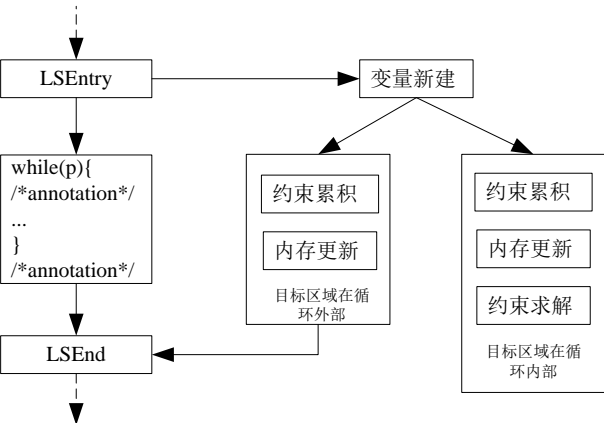 LSEntry
变量新建
while(p){
/*annotation*/
...
}
/*annotation*/
约束累积
内存更新
目标区域在循
环外部
约束累积
内存更新
约束求解
目标区域在循
环内部
LSEnd